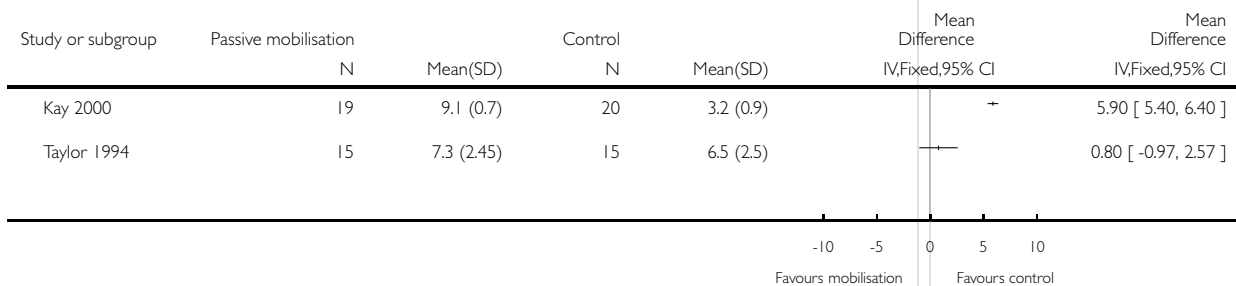 Study or subgroup Passive mobilisation Control Mean Difference Mean Difference
N Mean(SD) N Mean(SD) IV,Fixed,95% CI IV,Fixed,95% CI
Kay 2000 19 9.1 (0.7) 20 3.2 (0.9) 5.90 [ 5.40, 6.40 ]
Taylor 1994 15 7.3 (2.45) 15 6.5 (2.5) 0.80 [ -0.97, 2.57 ]
-10 -5 0 5 10
Favours mobilisation Favours control